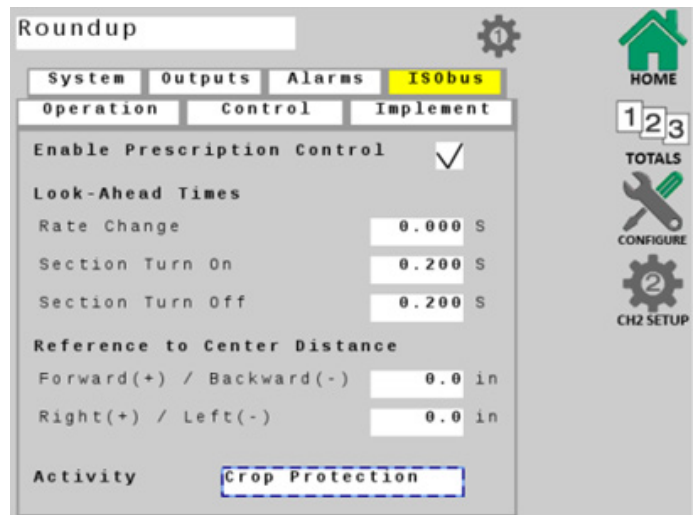 Roundup
1
System Outputs Alarms ISObus
Operation Control Implement
Enable Prescription Control
Look-Ahead Times
Rate Change 0.000 S
Section Turn On 0.200 S
Section Turn Off 0.200 S
Reference to Center Distance
Forward(+) / Backward(-) 0.0 in
Right(+) / Left(-) 0.0 in
Activity Crop Protection
HOME
123
TOTALS
CONFIGURE
2
CH2 SETUP